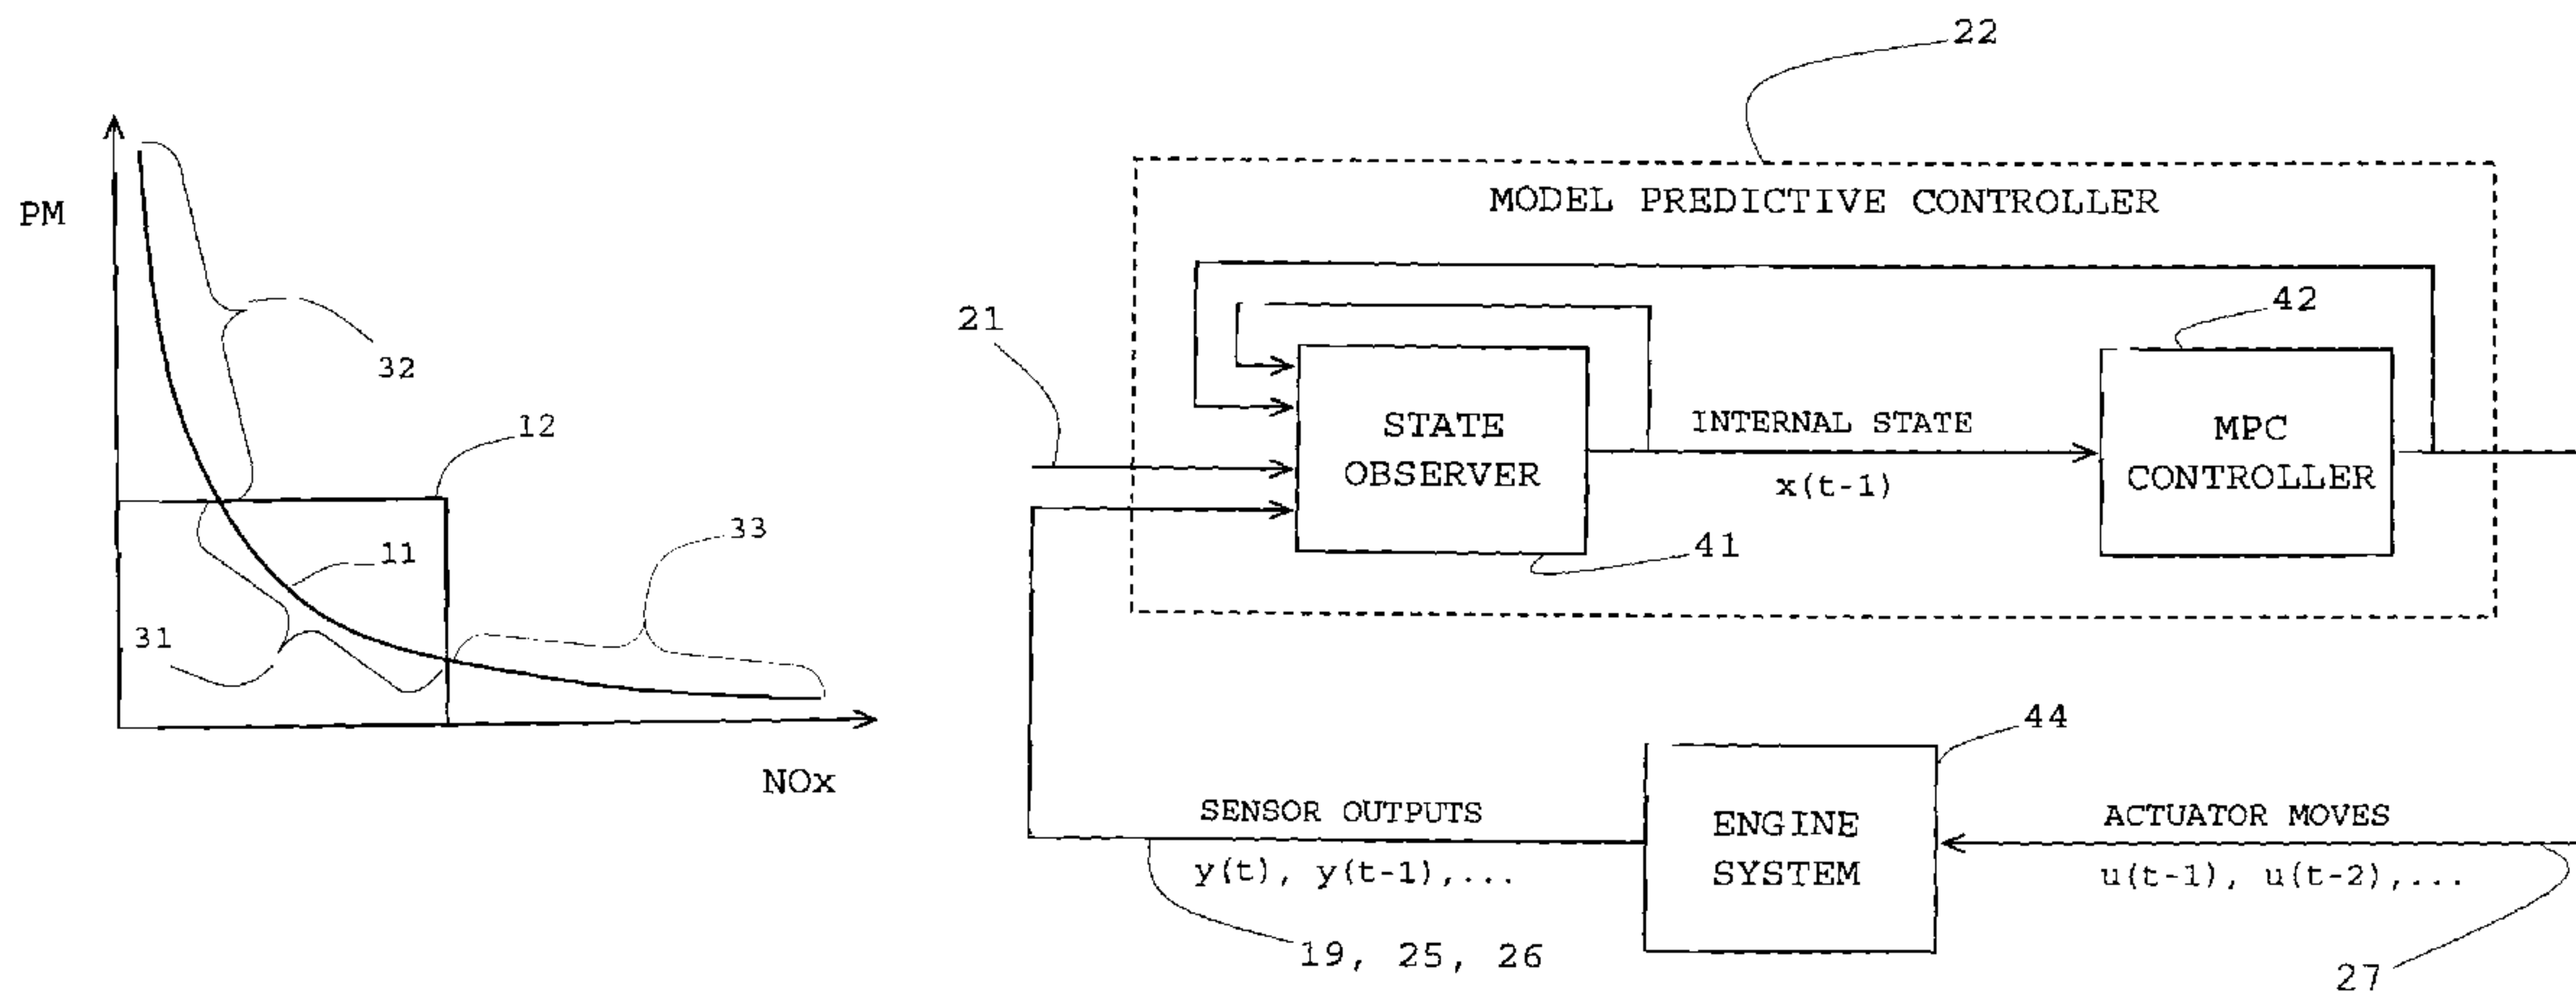 PM
32
12
11
33
31
NOx
22
MODEL PREDICTIVE CONTROLLER
21
42
STATE
OBSERVER
INTERNAL STATE
x(t-1)
MPC
CONTROLLER
41
44
SENSOR OUTPUTS
y(t), y(t-1),...
ENGINE
SYSTEM
ACTUATOR MOVES
u(t-1), u(t-2),...
19, 25, 26
27